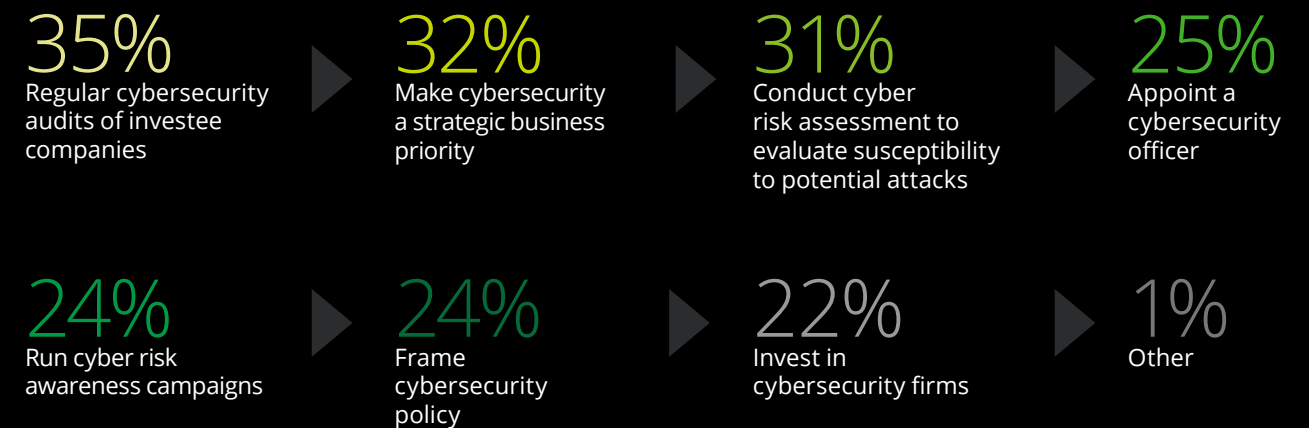 35%
Regular cybersecurity
audits of investee
companies
32%
Make cybersecurity
a strategic business
priority
31%
Conduct cyber
risk assessment to
evaluate susceptibility
to potential attacks
25%
Appoint a
cybersecurity
officer
24%
Run cyber risk
awareness campaigns
24%
Frame
cybersecurity
policy
22%
Invest in
cybersecurity firms
1%
Other